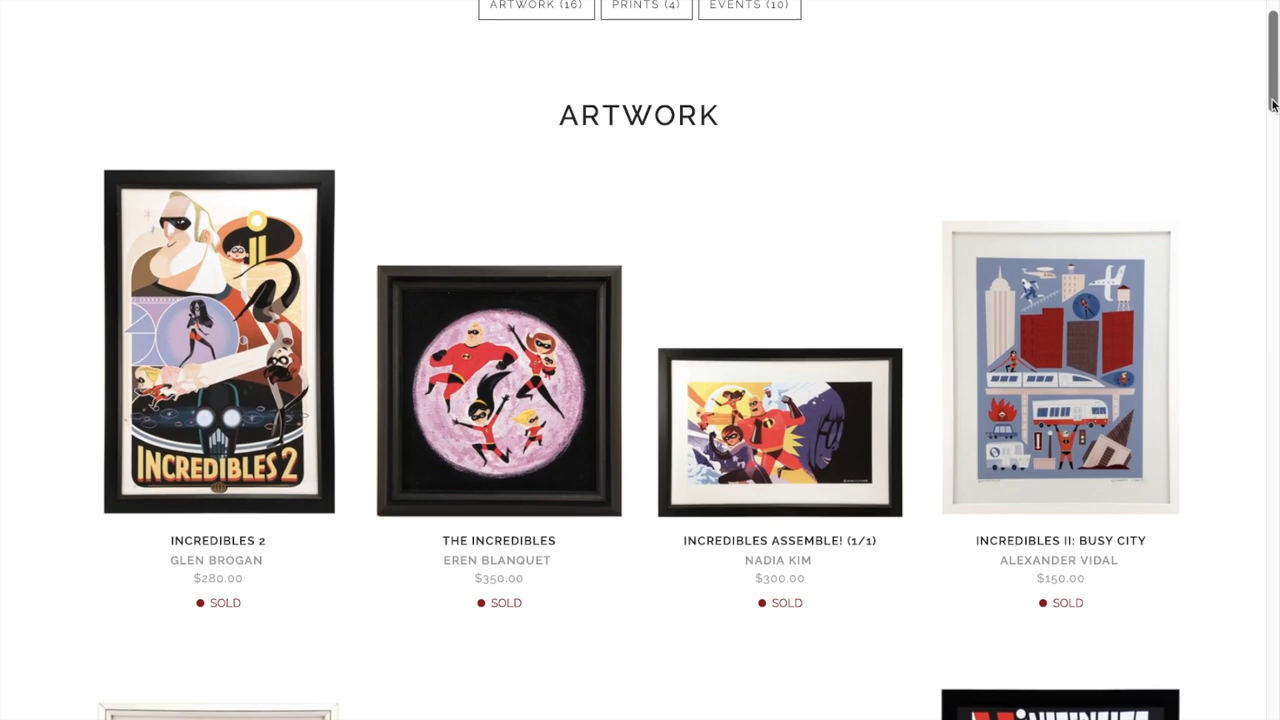 ARTWORK (16)
PRINTS (4)
EVENTS (10)
ARTWORK
INCREDIBLES 2
INCREDIBLES 2
GLEN BROGAN
$280.00
SOLD
THE INCREDIBLES
EREN BLANQUET
$350.00
SOLD
INCREDIBLES ASSEMBLE! (1/1)
NADIA KIM
$300.00
SOLD
INCREDIBLES II: BUSY CITY
ALEXANDER VIDAL
$150.00
SOLD